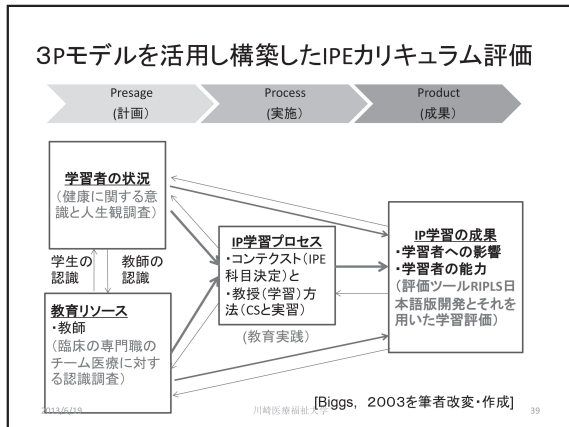 3Pモデルを活用し構築したIPEカリキュラム評価
Presage
(計画)
Process
(実施)
Product
(成果)
学習者の状況
(健康に関する意
識と人生観調査)
学生の
認識
教師の
認識
教育リソース
・教師
(臨床の専門職の
チーム医療に対す
る認識調査)
IP学習プロセス
・コンテクスト(IPE
科目決定)と
・教授(学習)方
法(CSと実習)
(教育実践)
IP学習の成果
・学習者への影響
・学習者の能力
(評価ツールRIPLS日
本語版開発とそれを
用いた学習評価)
[Biggs, 2003を筆者改変・作成]
2013/6/19
川崎医療福祉大学
39